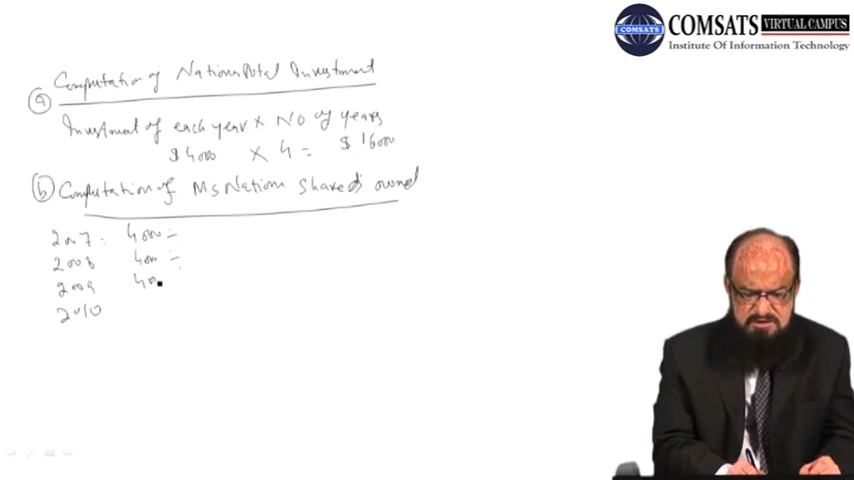 COMSATS VIRTUAL CAMPUS
Institute Of Information Technology
COMSATS
(a) Computation of Nations Total Investment
Investment of each year × No of years
$4000 × 4 = $16000
(b) Computation of Ms Nation Shares owned
2007: 4000 ÷
2008 4000 ÷
2009 400
2010